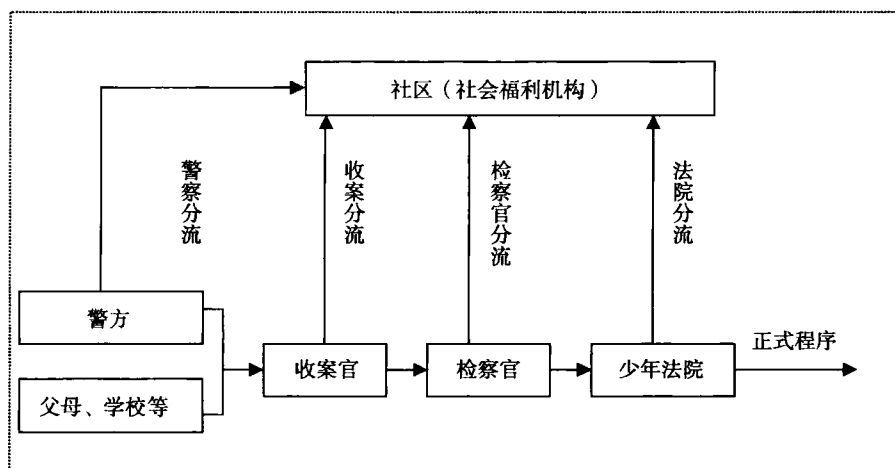 社区（社会福利机构）
警察分流
收案分流
检察官分流
法院分流
警方
父母、学校等
收案官
检察官
少年法院
正式程序